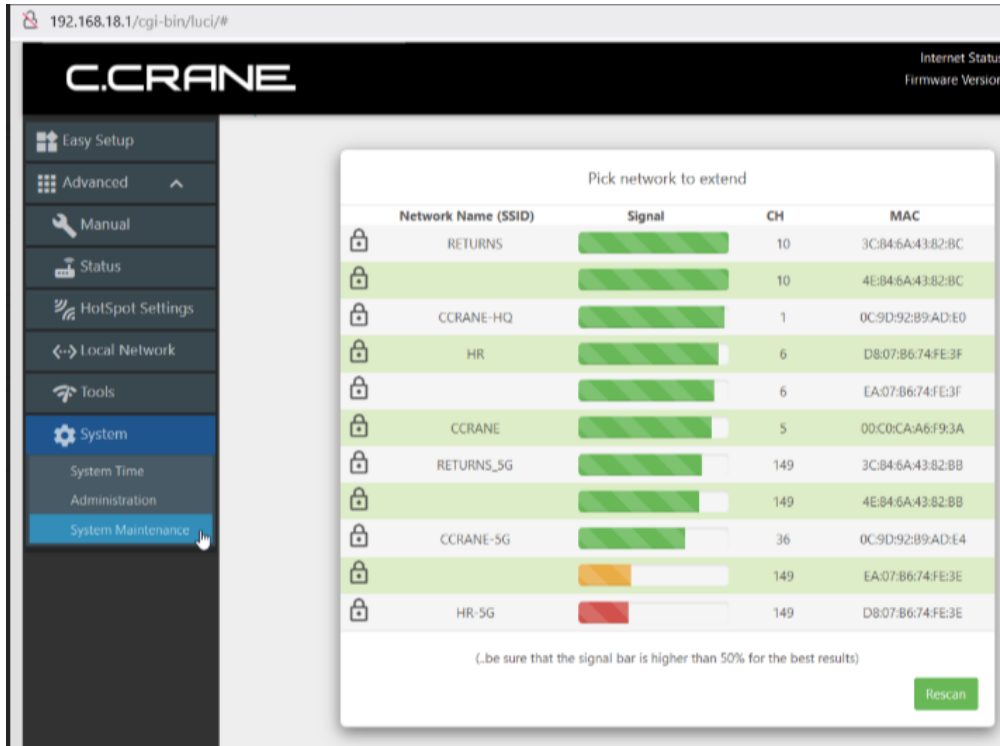 192.168.18.1/cgi-bin/luci/#
C.CRANE
Internet Status
Firmware Version
Easy Setup
Advanced
Manual
Status
HotSpot Settings
Local Network
Tools
System
System Time
Administration
System Maintenance
Pick network to extend
Network Name (SSID) Signal CH MAC
RETURNS 10 3C:84:6A:43:82:BC
10 4E:84:6A:43:82:BC
CCRANE-HQ 1 0C:9D:92:89:AD:E0
HR 6 D8:07:B6:74:FE:3F
6 EA:07:B6:74:FE:3F
CCRANE 5 00:C0:CA:A6:F9:3A
RETURNS_5G 149 3C:84:6A:43:82:BB
149 4E:84:6A:43:82:BB
CCRANE-5G 36 0C:9D:92:89:AD:E4
149 EA:07:B6:74:FE:3E
HR-5G 149 D8:07:B6:74:FE:3E
(..be sure that the signal bar is higher than 50% for the best results)
Rescan